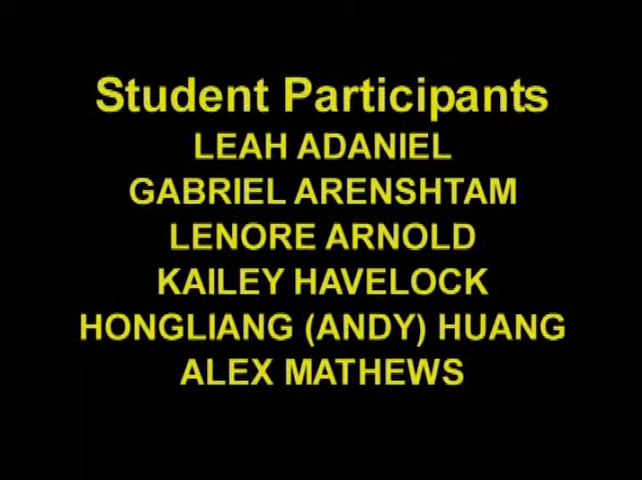 Student Participants
LEAH ADANIEL
GABRIEL ARENSHTAM
LENORE ARNOLD
KAILEY HAVELOCK
HONGLIANG (ANDY) HUANG
ALEX MATHEWS